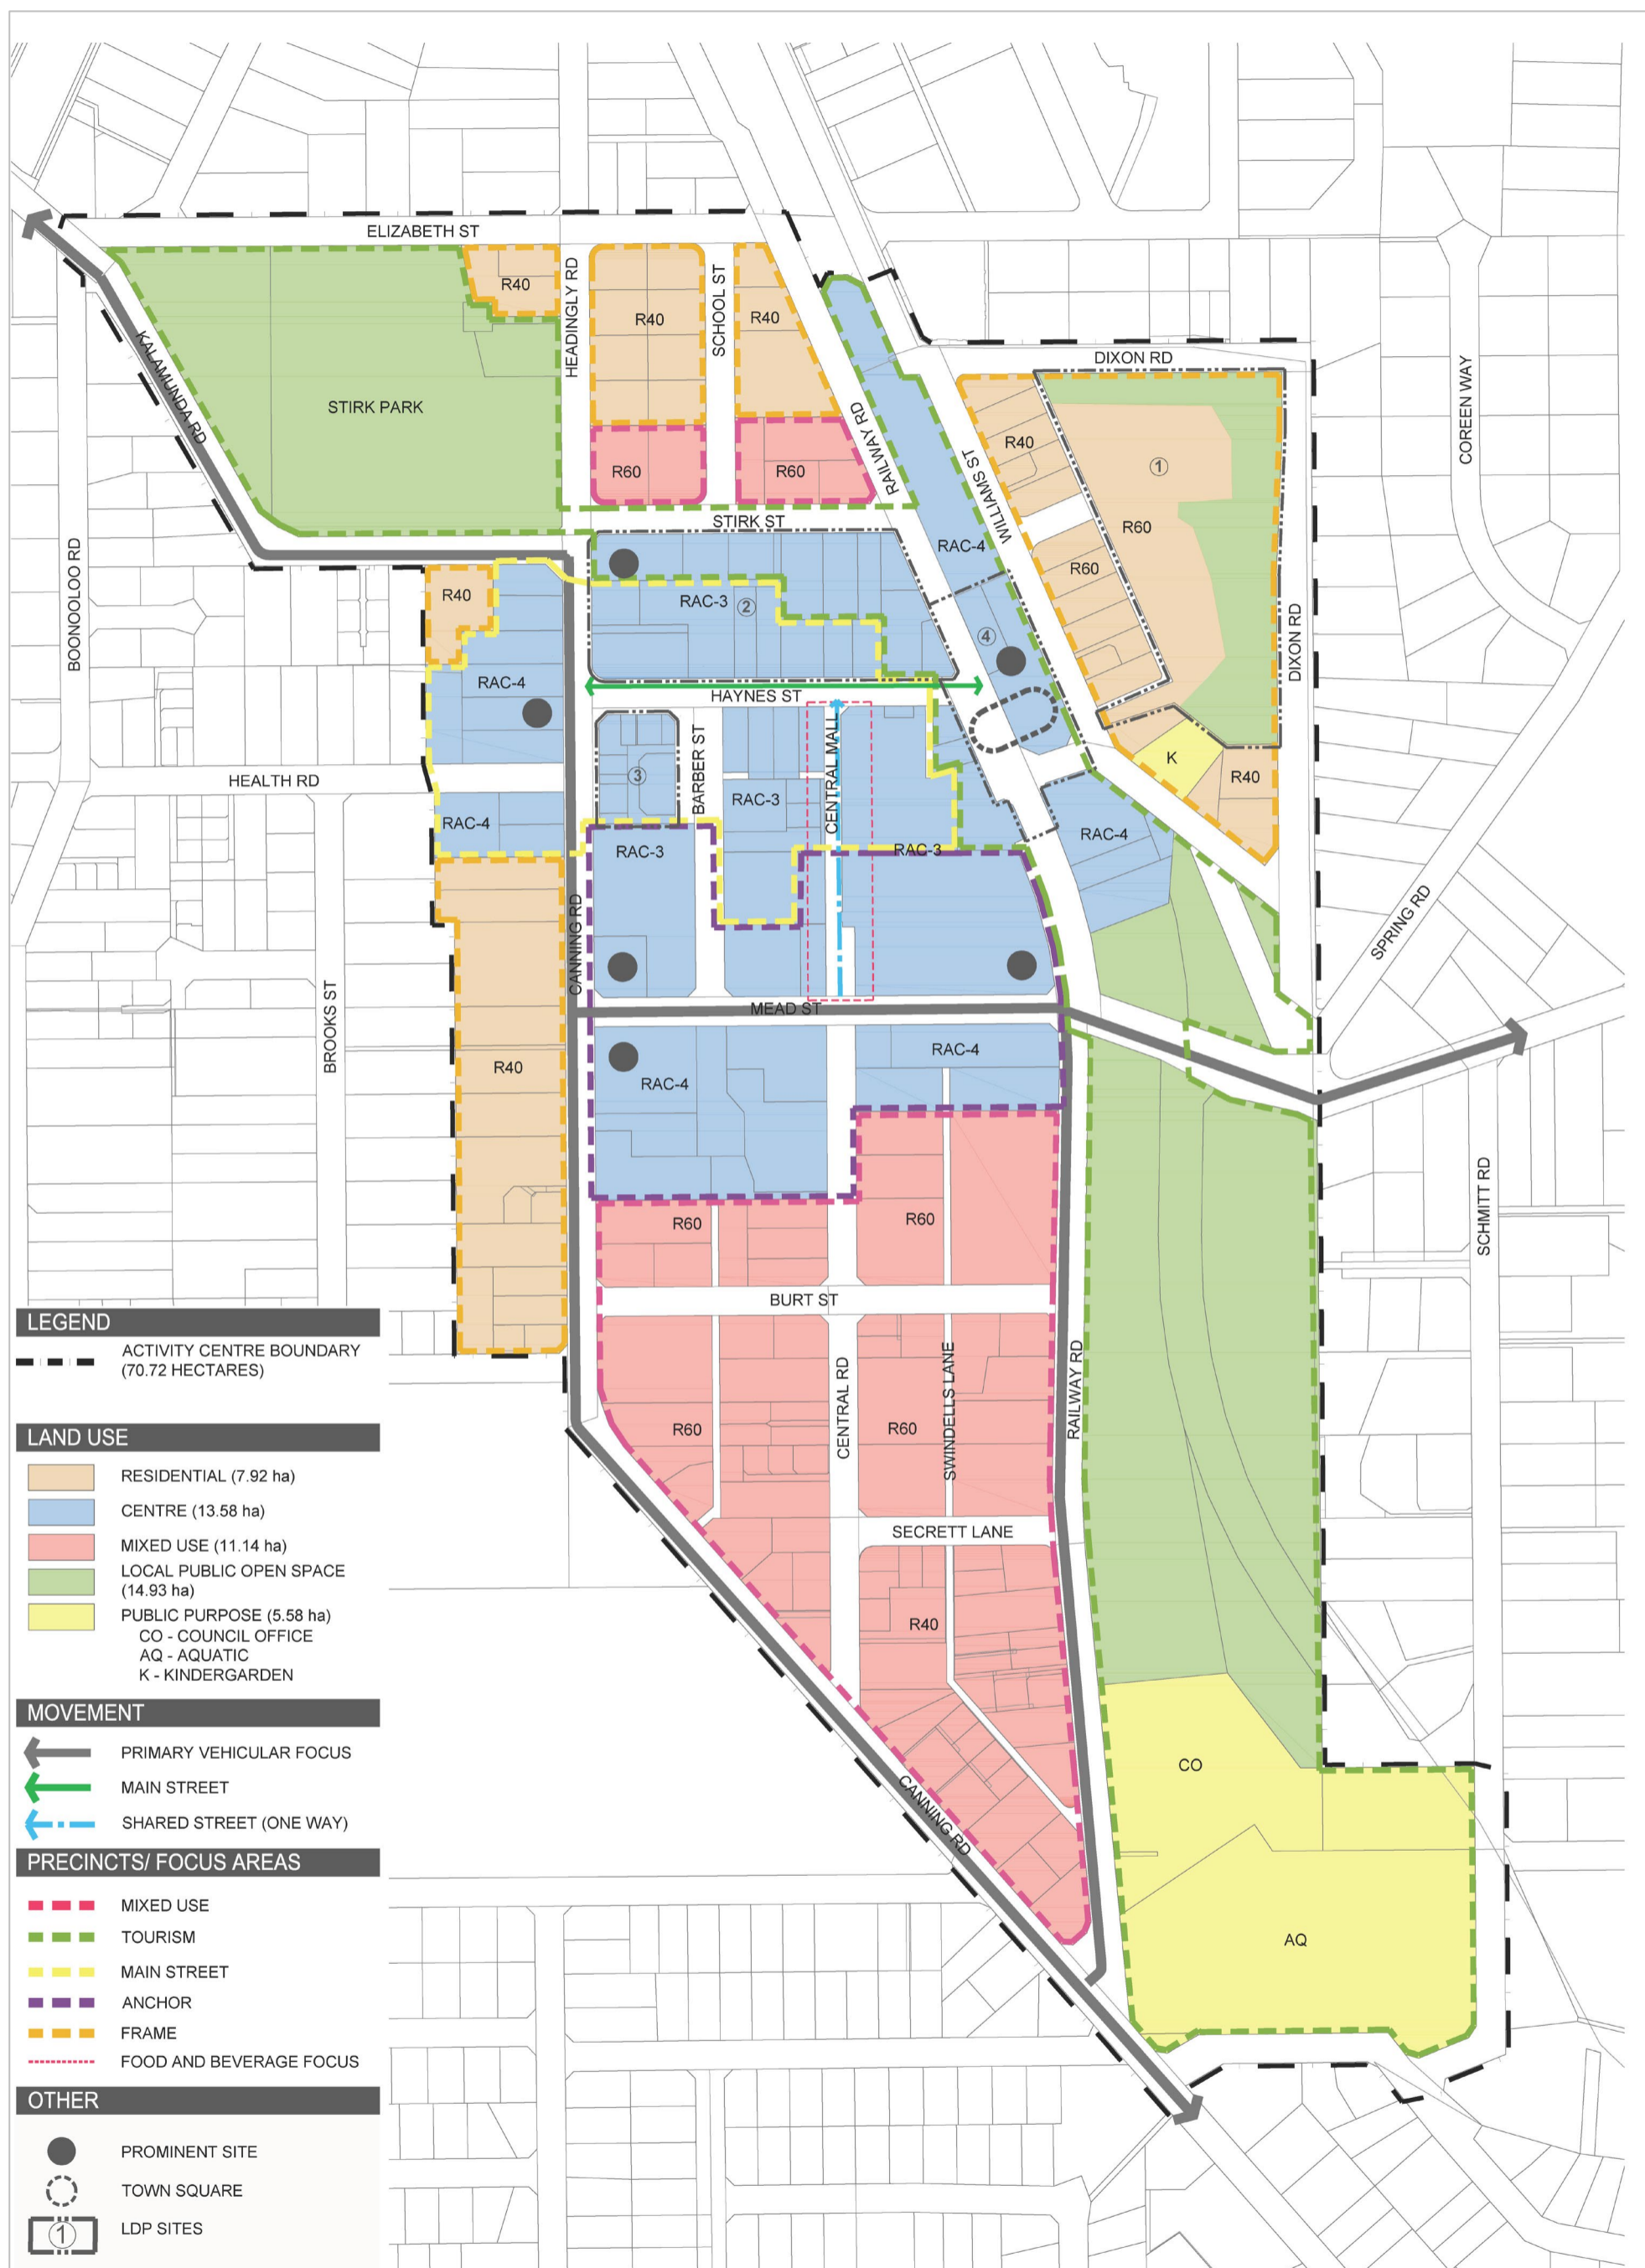 ELIZABETH ST
HEADINGLY RD
SCHOOL ST
R40
R40
R40
KALAMUNDA RD
STIRK PARK
RAILWAY RD
DIXON RD
COREEN WAY
R40
1
R60
R60
R60
WILLIAMS ST
R60
STIRK ST
RAC-4
BOONOOLOO RD
R40
RAC-3
2
4
DIXON RD
RAC-4
HAYNES ST
K
R40
HEALTH RD
3
BARBER ST
CENTRAL MALL
RAC-3
RAC-4
RAC-3
RAC-3
RAC-4
CANNING RD
SPRING RD
BROOKS ST
MEAD ST
R40
RAC-4
RAC-4
SCHMITT RD
R60
R60
BURT ST
CENTRAL RD
SWINDELLS LANE
RAILWAY RD
R60
R60
SECRETT LANE
R40
CO
CANNING RD
AQ
LEGEND
ACTIVITY CENTRE BOUNDARY
(70.72 HECTARES)
LAND USE
RESIDENTIAL (7.92 ha)
CENTRE (13.58 ha)
MIXED USE (11.14 ha)
LOCAL PUBLIC OPEN SPACE
(14.93 ha)
PUBLIC PURPOSE (5.58 ha)
CO - COUNCIL OFFICE
AQ - AQUATIC
K - KINDERGARDEN
MOVEMENT
PRIMARY VEHICULAR FOCUS
MAIN STREET
SHARED STREET (ONE WAY)
PRECINCTS/ FOCUS AREAS
MIXED USE
TOURISM
MAIN STREET
ANCHOR
FRAME
FOOD AND BEVERAGE FOCUS
OTHER
PROMINENT SITE
TOWN SQUARE
1
LDP SITES